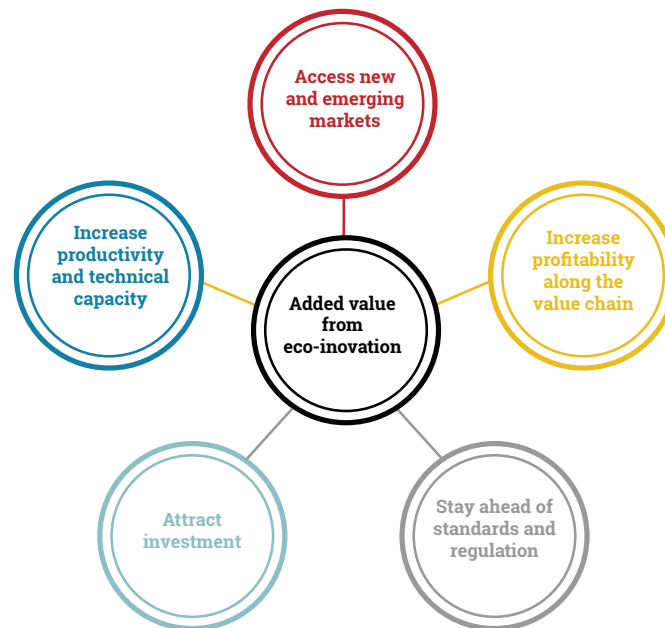 Access new
and emerging
markets
Increase
productivity
and technical
capacity
Increase
profitability
along the
value chain
Added value
from
eco-inovation
Attract
investment
Stay ahead of
standards and
regulation